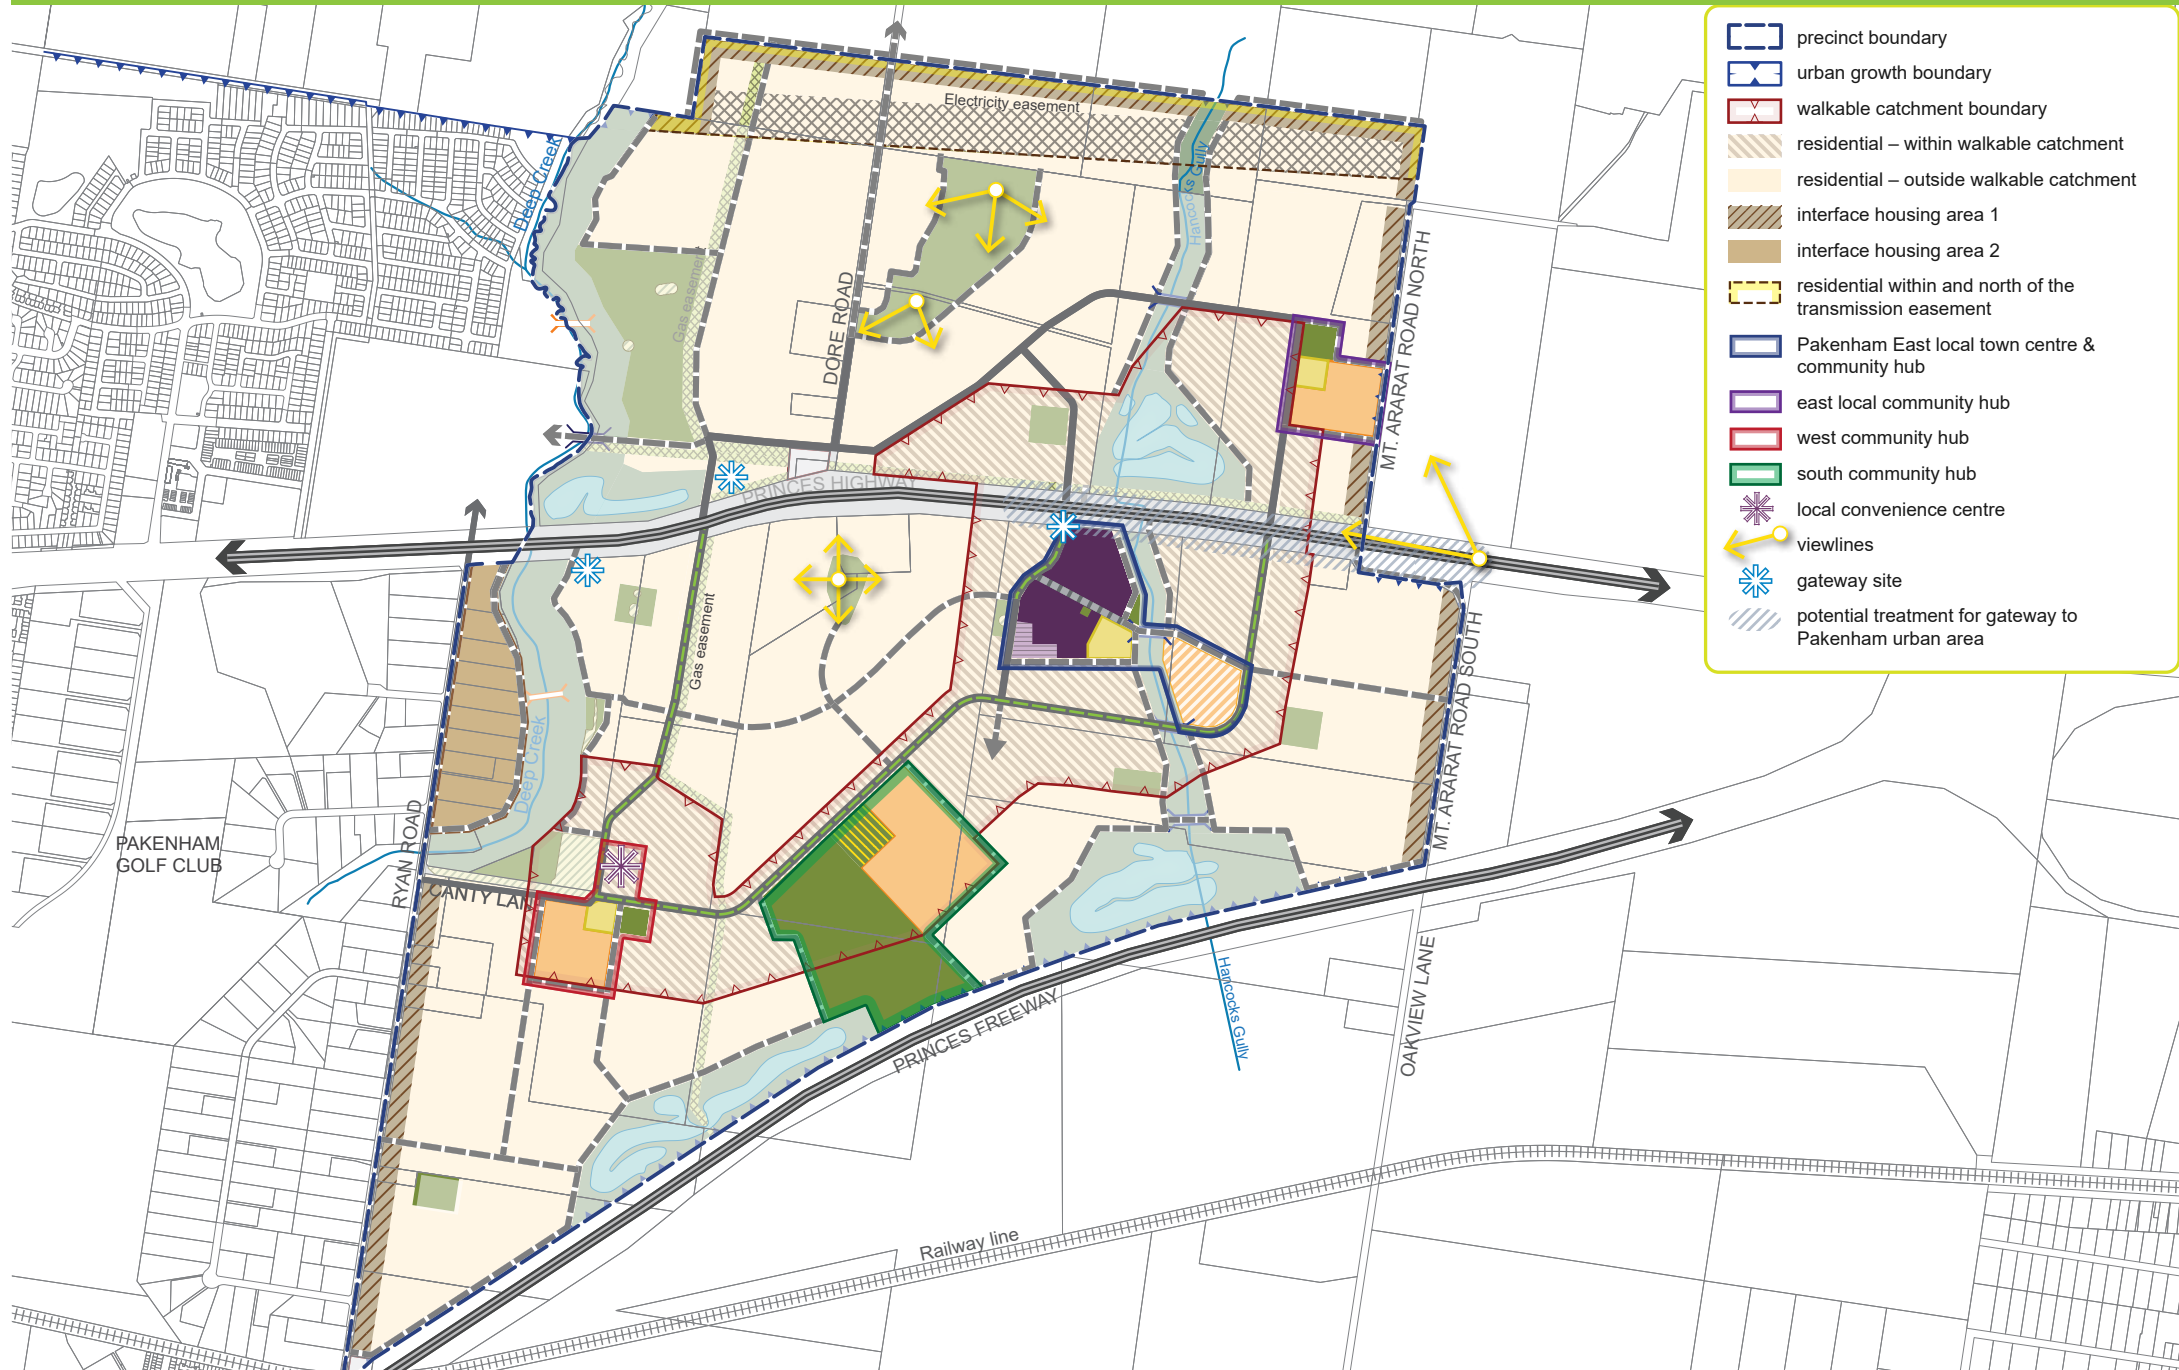 precinct boundary
urban growth boundary
walkable catchment boundary
residential – within walkable catchment
residential – outside walkable catchment
interface housing area 1
interface housing area 2
residential within and north of the
transmission easement
Pakenham East local town centre &
community hub
east local community hub
west community hub
south community hub
local convenience centre
viewlines
gateway site
potential treatment for gateway to
Pakenham urban area
Electricity easement
Deep Creek
Hancocks Gully
Gas easement
DORE ROAD
MT. ARARAT ROAD NORTH
PRINCES HIGHWAY
Gas easement
MT. ARARAT ROAD SOUTH
Deep Creek
RYAN ROAD
PAKENHAM
GOLF CLUB
CANTY LAN
PRINCES FREEWAY
Hancocks Gully
OAKVIEW LANE
Railway line